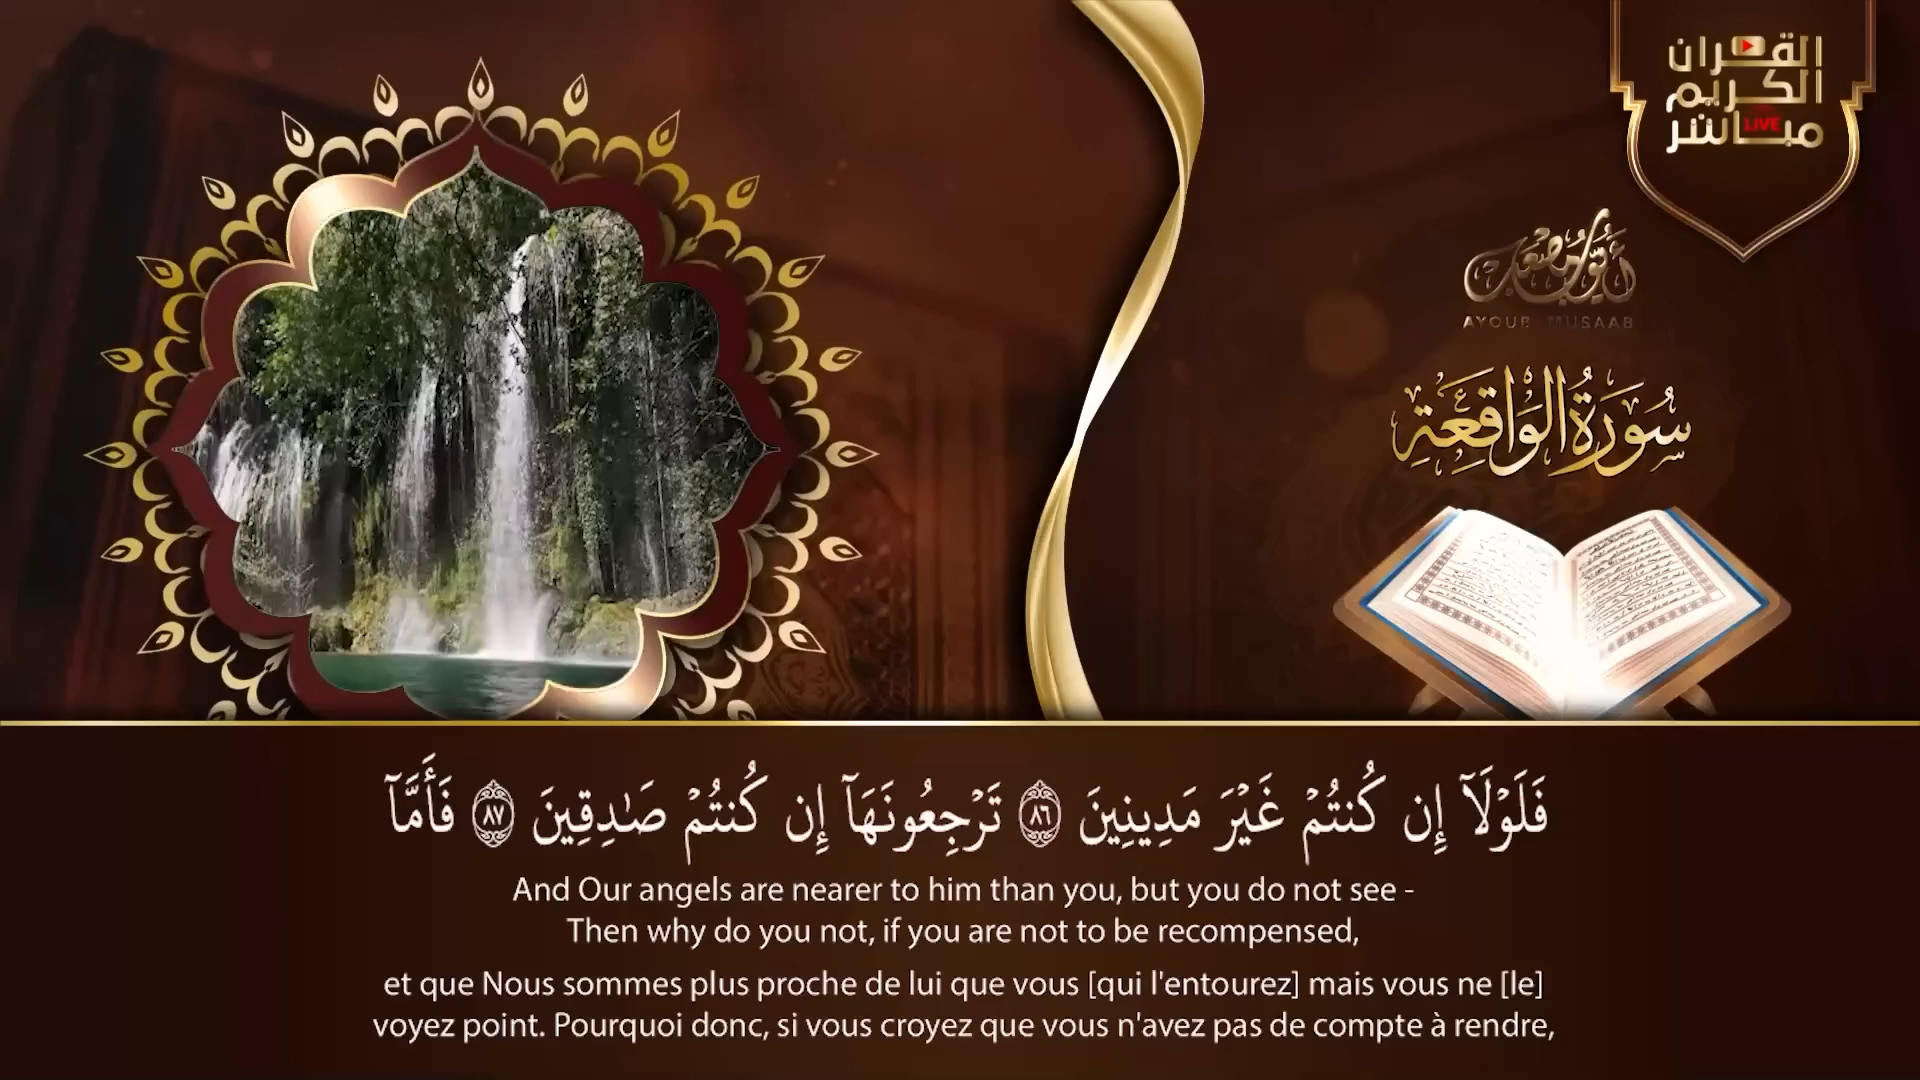 القرآن
الكريم
مباشر
LIVE
أيوب مصعب
AYOUB MUSAAB
سُورَةُ الوَاقِعَةِ
فَلَوْلَآ إِن كُنتُمْ غَيْرَ مَدِينِينَ ٨٦ تَرْجِعُونَهَآ إِن كُنتُمْ صَـٰدِقِينَ ٨٧ فَأَمَّآ
And Our angels are nearer to him than you, but you do not see -
Then why do you not, if you are not to be recompensed,
et que Nous sommes plus proche de lui que vous [qui l'entourez] mais vous ne [le]
voyez point. Pourquoi donc, si vous croyez que vous n'avez pas de compte à rendre,